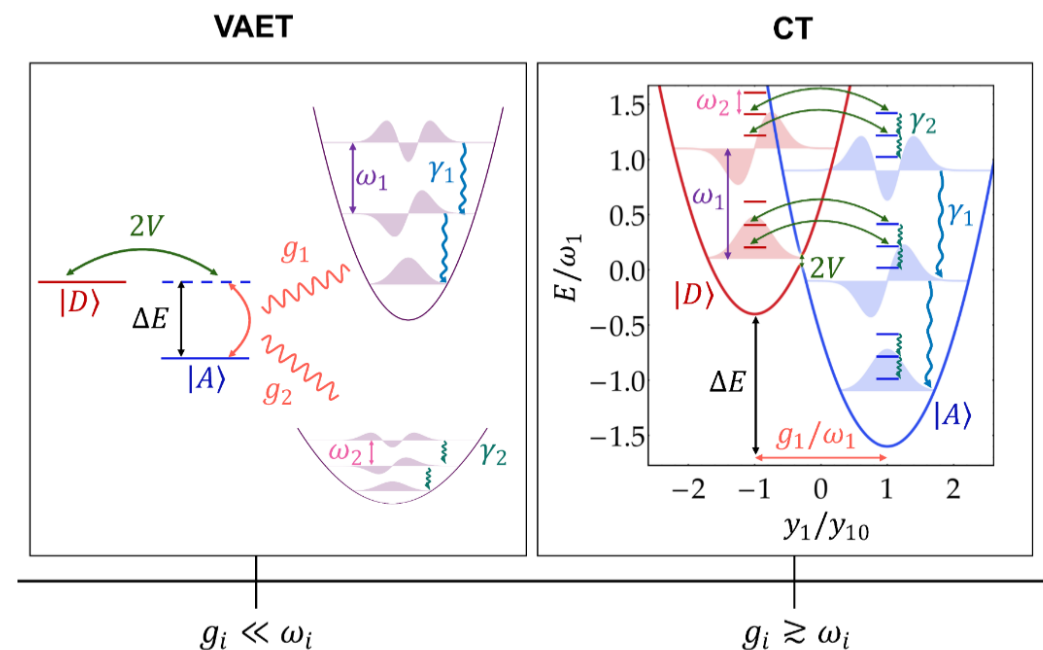 VAET
ω₁
γ₁
2V
g₁
|D⟩
ΔE
|A⟩
g₂
ω₂
γ₂
gᵢ ≪ ωᵢ
CT
E/ω₁
1.5
1.0
0.5
0.0
−0.5
−1.0
−1.5
ω₂
γ₂
ω₁
γ₁
2V
|D⟩
ΔE
|A⟩
g₁/ω₁
−2 −1 0 1 2
y₁/y₁₀
gᵢ ≳ ωᵢ